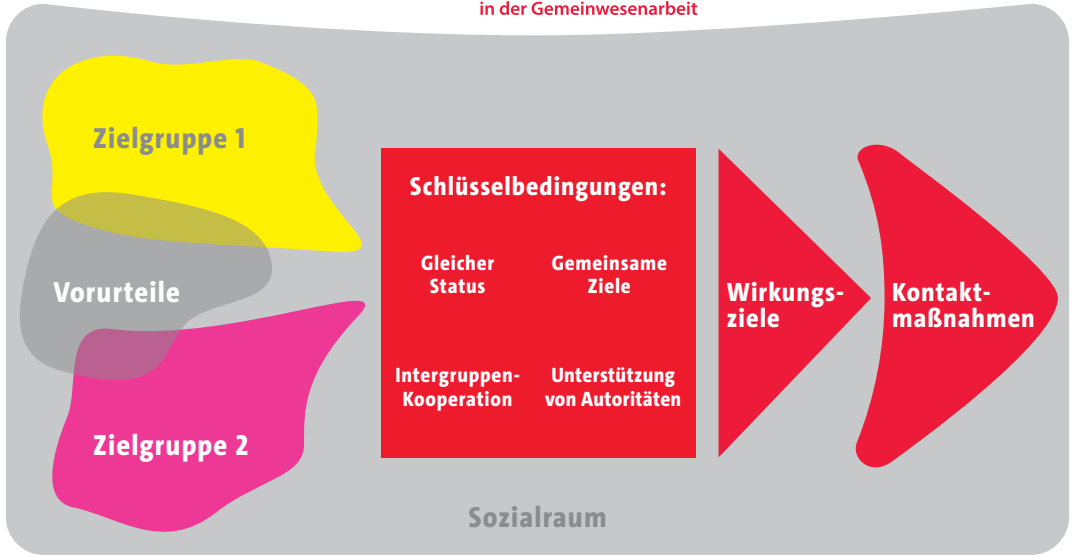 in der Gemeinwesenarbeit
Zielgruppe 1
Vorurteile
Zielgruppe 2
Schlüsselbedingungen:
Gleicher
Status
Gemeinsame
Ziele
Intergruppen-
Kooperation
Unterstützung
von Autoritäten
Wirkungs-
ziele
Kontakt-
maßnahmen
Sozialraum